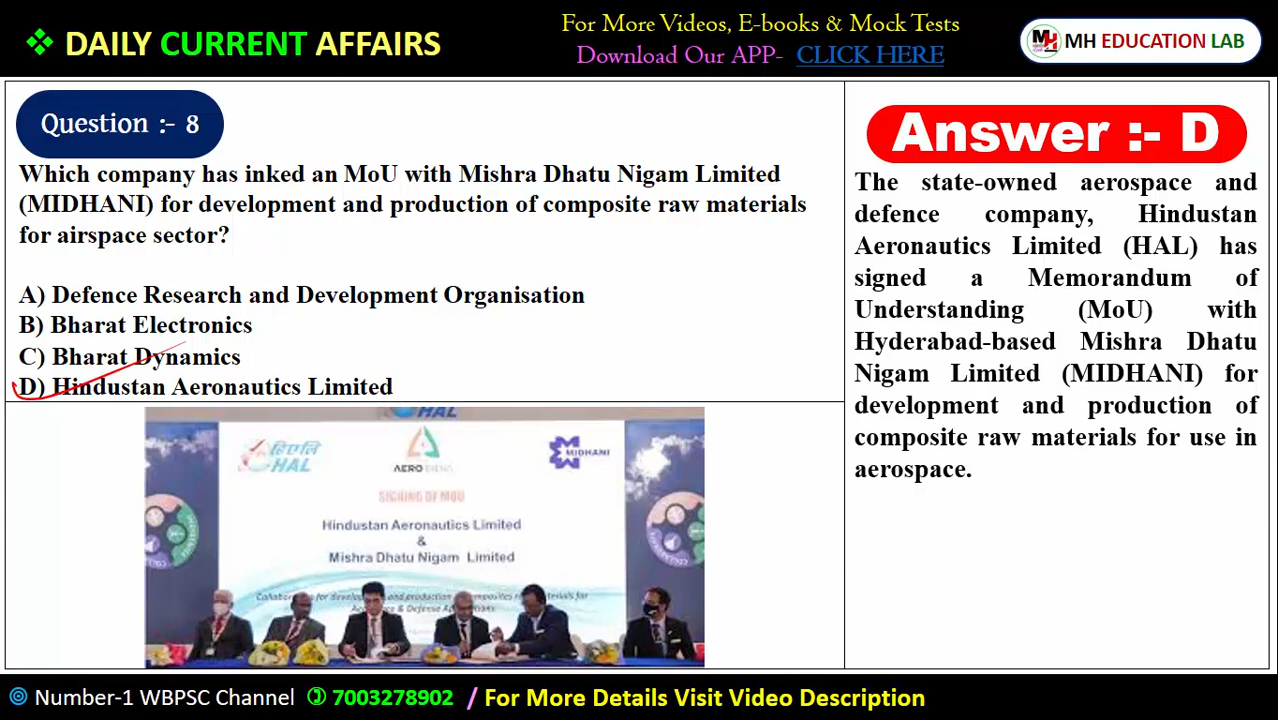 DAILY CURRENT AFFAIRS
For More Videos, E-books & Mock Tests
Download Our APP- CLICK HERE
MH EDUCATION LAB
Question :- 8
Which company has inked an MoU with Mishra Dhatu Nigam Limited
(MIDHANI) for development and production of composite raw materials
for airspace sector?
A) Defence Research and Development Organisation
B) Bharat Electronics
C) Bharat Dynamics
D) Hindustan Aeronautics Limited
Answer :- D
The state-owned aerospace and
defence company, Hindustan
Aeronautics Limited (HAL) has
signed a Memorandum of
Understanding (MoU) with
Hyderabad-based Mishra Dhatu
Nigam Limited (MIDHANI) for
development and production of
composite raw materials for use in
aerospace.
HAL
हिएलि
HAL
AERO INDIA
MIDHANI
SIGNING OF MOU
Hindustan Aeronautics Limited
&
Mishra Dhatu Nigam Limited
Number-1 WBPSC Channel 7003278902 / For More Details Visit Video Description